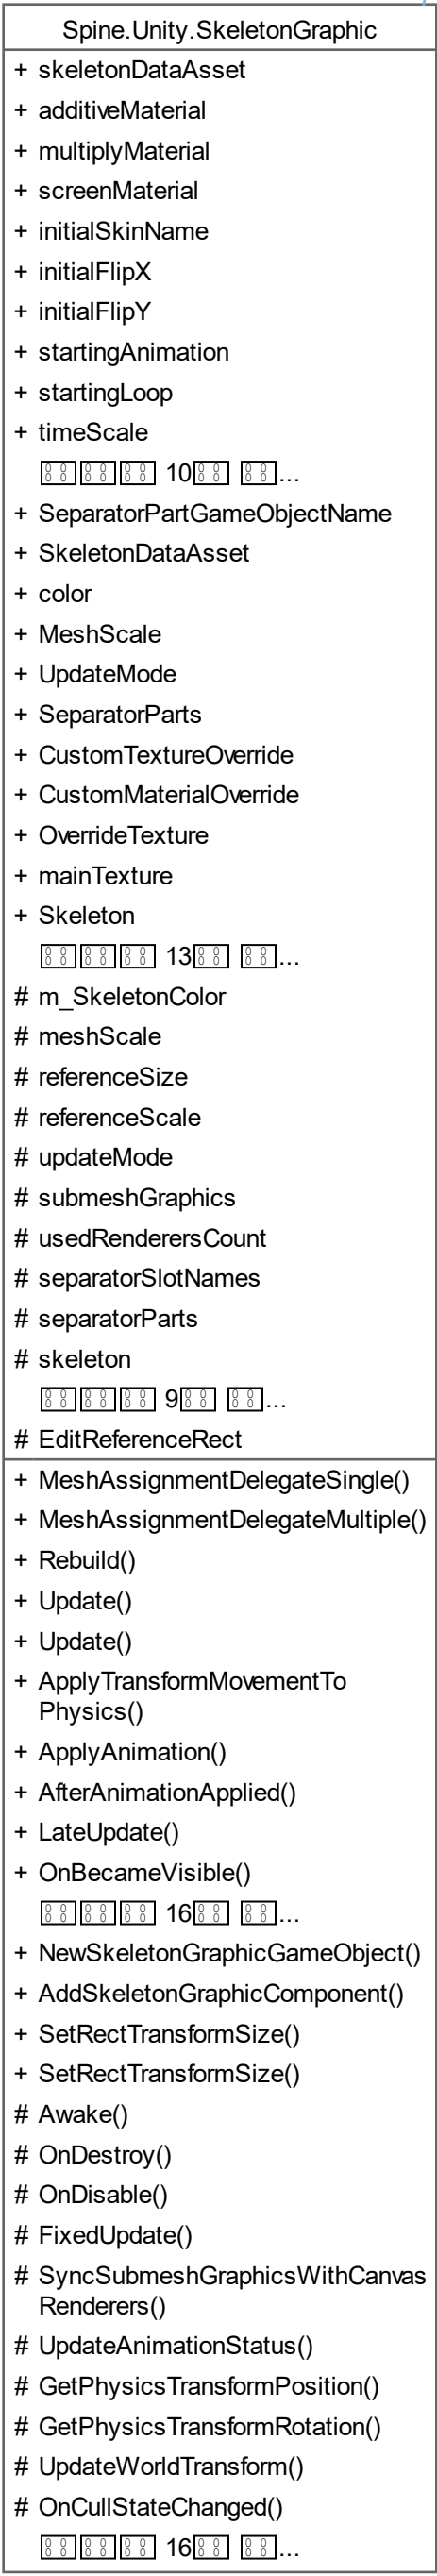 Spine.Unity.SkeletonGraphic
+ skeletonDataAsset
+ additiveMaterial
+ multiplyMaterial
+ screenMaterial
+ initialSkinName
+ initialFlipX
+ initialFlipY
+ startingAnimation
+ startingLoop
+ timeScale
10 ...
+ SeparatorPartGameObjectName
+ SkeletonDataAsset
+ color
+ MeshScale
+ UpdateMode
+ SeparatorParts
+ CustomTextureOverride
+ CustomMaterialOverride
+ OverrideTexture
+ mainTexture
+ Skeleton
13 ...
# m_SkeletonColor
# meshScale
# referenceSize
# referenceScale
# updateMode
# submeshGraphics
# usedRenderersCount
# separatorSlotNames
# separatorParts
# skeleton
9 ...
# EditReferenceRect
+ MeshAssignmentDelegateSingle()
+ MeshAssignmentDelegateMultiple()
+ Rebuild()
+ Update()
+ Update()
+ ApplyTransformMovementTo
Physics()
+ ApplyAnimation()
+ AfterAnimationApplied()
+ LateUpdate()
+ OnBecameVisible()
16 ...
+ NewSkeletonGraphicGameObject()
+ AddSkeletonGraphicComponent()
+ SetRectTransformSize()
+ SetRectTransformSize()
# Awake()
# OnDestroy()
# OnDisable()
# FixedUpdate()
# SyncSubmeshGraphicsWithCanvas
Renderers()
# UpdateAnimationStatus()
# GetPhysicsTransformPosition()
# GetPhysicsTransformRotation()
# UpdateWorldTransform()
# OnCullStateChanged()
16 ...